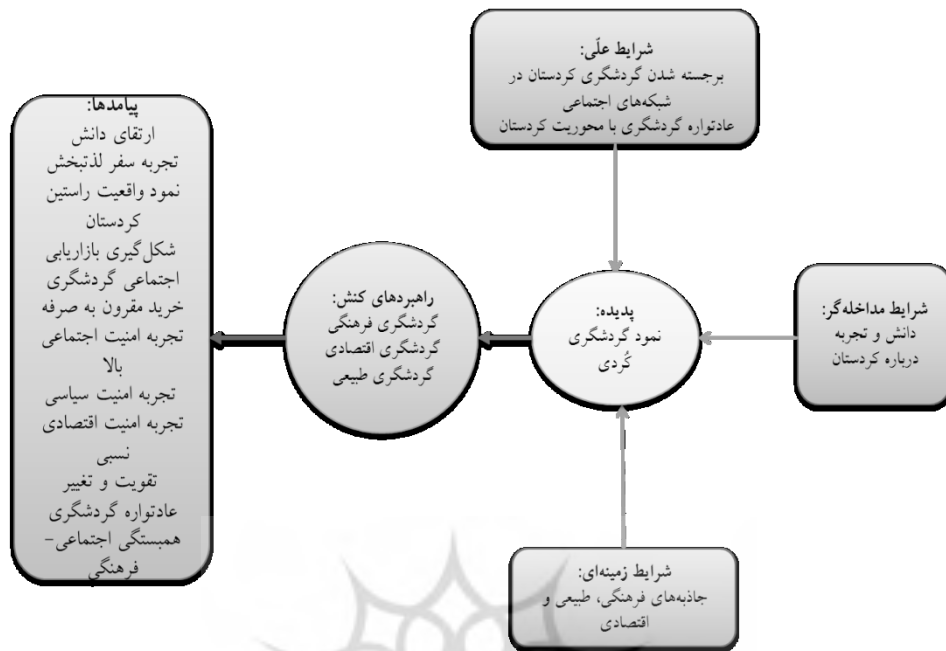 شرایط علّی:
برجسته شدن گردشگری کردستان در
شبکه‌های اجتماعی
عادتواره گردشگری با محوریت کردستان
شرایط مداخله‌گر:
دانش و تجربه
درباره کردستان
پدیده:
نمود گردشگری
کُردی
راهبردهای کنش:
گردشگری فرهنگی
گردشگری اقتصادی
گردشگری طبیعی
پیامدها:
ارتقای دانش
تجربه سفر لذتبخش
نمود واقعیت راستین
کردستان
شکل‌گیری بازاریابی
اجتماعی گردشگری
خرید مقرون به صرفه
تجربه امنیت اجتماعی
بالا
تجربه امنیت سیاسی
تجربه امنیت اقتصادی
نسبی
تقویت و تغییر
عادتواره گردشگری
همبستگی اجتماعی-
فرهنگی
شرایط زمینه‌ای:
جاذبه‌های فرهنگی، طبیعی و
اقتصادی